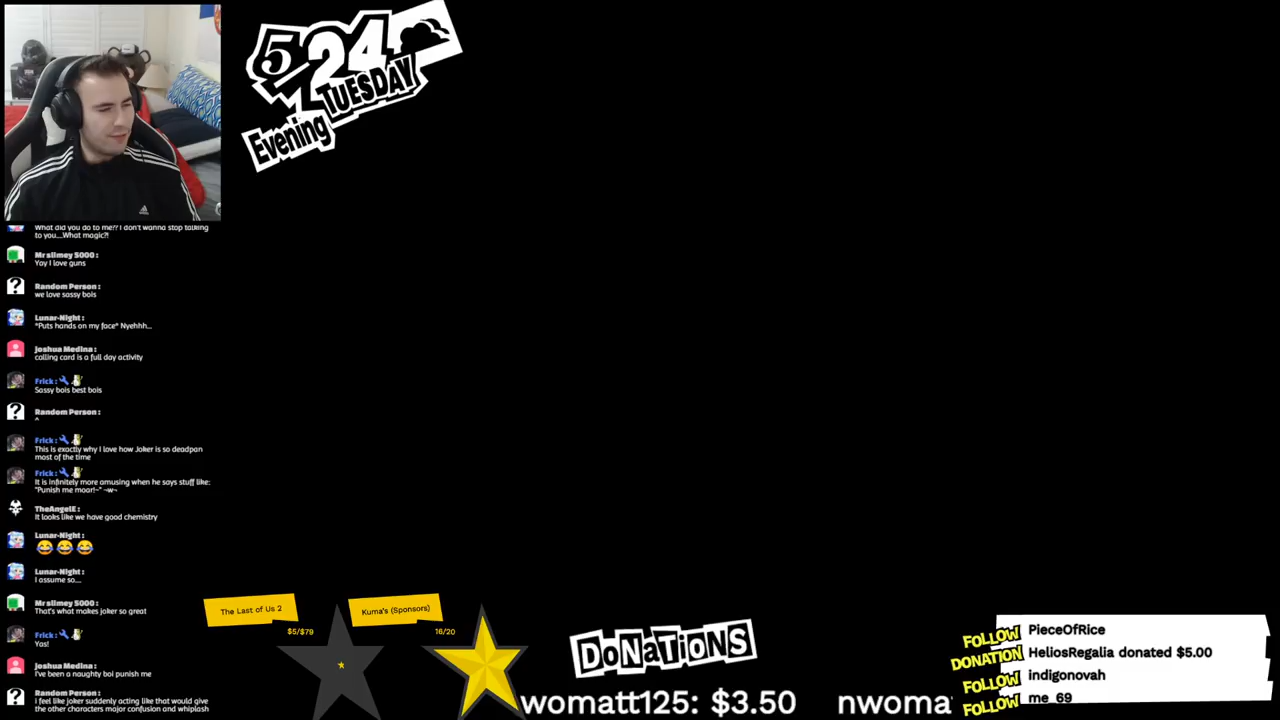 5/24
TUESDAY
Evening
What did you do to me?? I don't wanna stop talking
to you....What magic?!
Mr slimey 5000 :
Yay I love guns
Random Person :
we love sassy bois
Lunar-Night :
*Puts hands on my face* Nyehhh...
Joshua Medina :
calling card is a full day activity
Frick :
Sassy bois best bois
Random Person :
^
Frick :
This is exactly why I love how Joker is so deadpan
most of the time
Frick :
It is infinitely more amusing when he says stuff like:
"Punish me moar!~" ¬w¬
TheAngelE :
It looks like we have good chemistry
Lunar-Night :
😂 😂 😂
Lunar-Night :
I assume so....
Mr slimey 5000 :
That's what makes joker so great
Frick :
Yas!
Joshua Medina :
I've been a naughty boi punish me
Random Person :
I feel like joker suddenly acting like that would give
the other characters major confusion and whiplash
The Last of Us 2
$5/$79
Kuma's (Sponsors)
16/20
DONATIONS
womatt125: $3.50 nwoma
FOLLOW PieceOfRice
DONATION HeliosRegalia donated $5.00
FOLLOW indigonovah
FOLLOW me 69